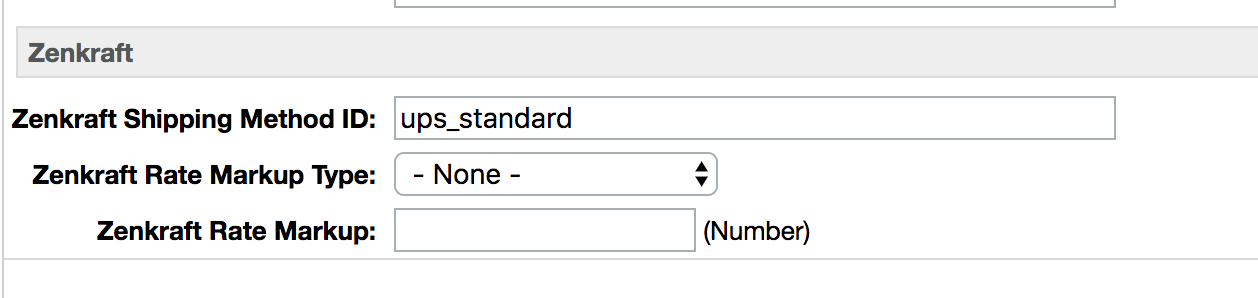 Zenkraft
Zenkraft Shipping Method ID: ups_standard
Zenkraft Rate Markup Type: - None -
Zenkraft Rate Markup: (Number)